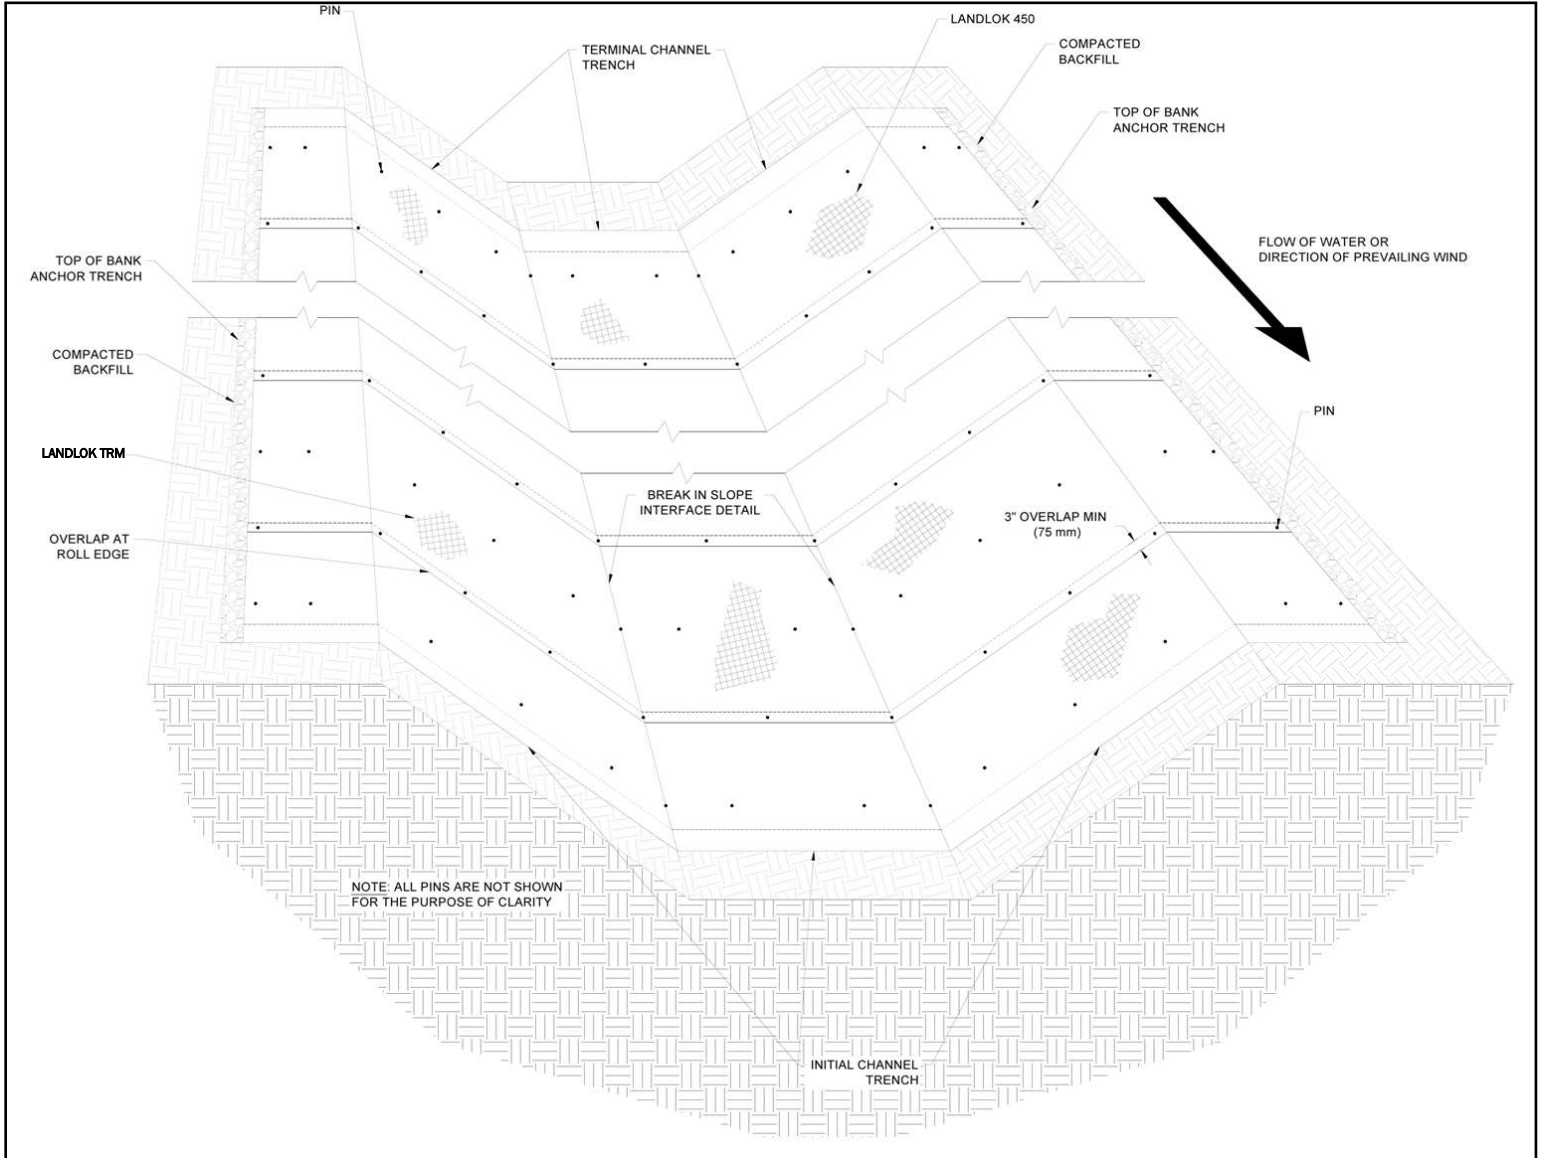 PIN
LANDLOK 450
TERMINAL CHANNEL
TRENCH
COMPACTED
BACKFILL
TOP OF BANK
ANCHOR TRENCH
FLOW OF WATER OR
DIRECTION OF PREVAILING WIND
TOP OF BANK
ANCHOR TRENCH
COMPACTED
BACKFILL
PIN
LANDLOK TRM
BREAK IN SLOPE
INTERFACE DETAIL
3" OVERLAP MIN
(75 mm)
OVERLAP AT
ROLL EDGE
NOTE: ALL PINS ARE NOT SHOWN
FOR THE PURPOSE OF CLARITY
INITIAL CHANNEL
TRENCH